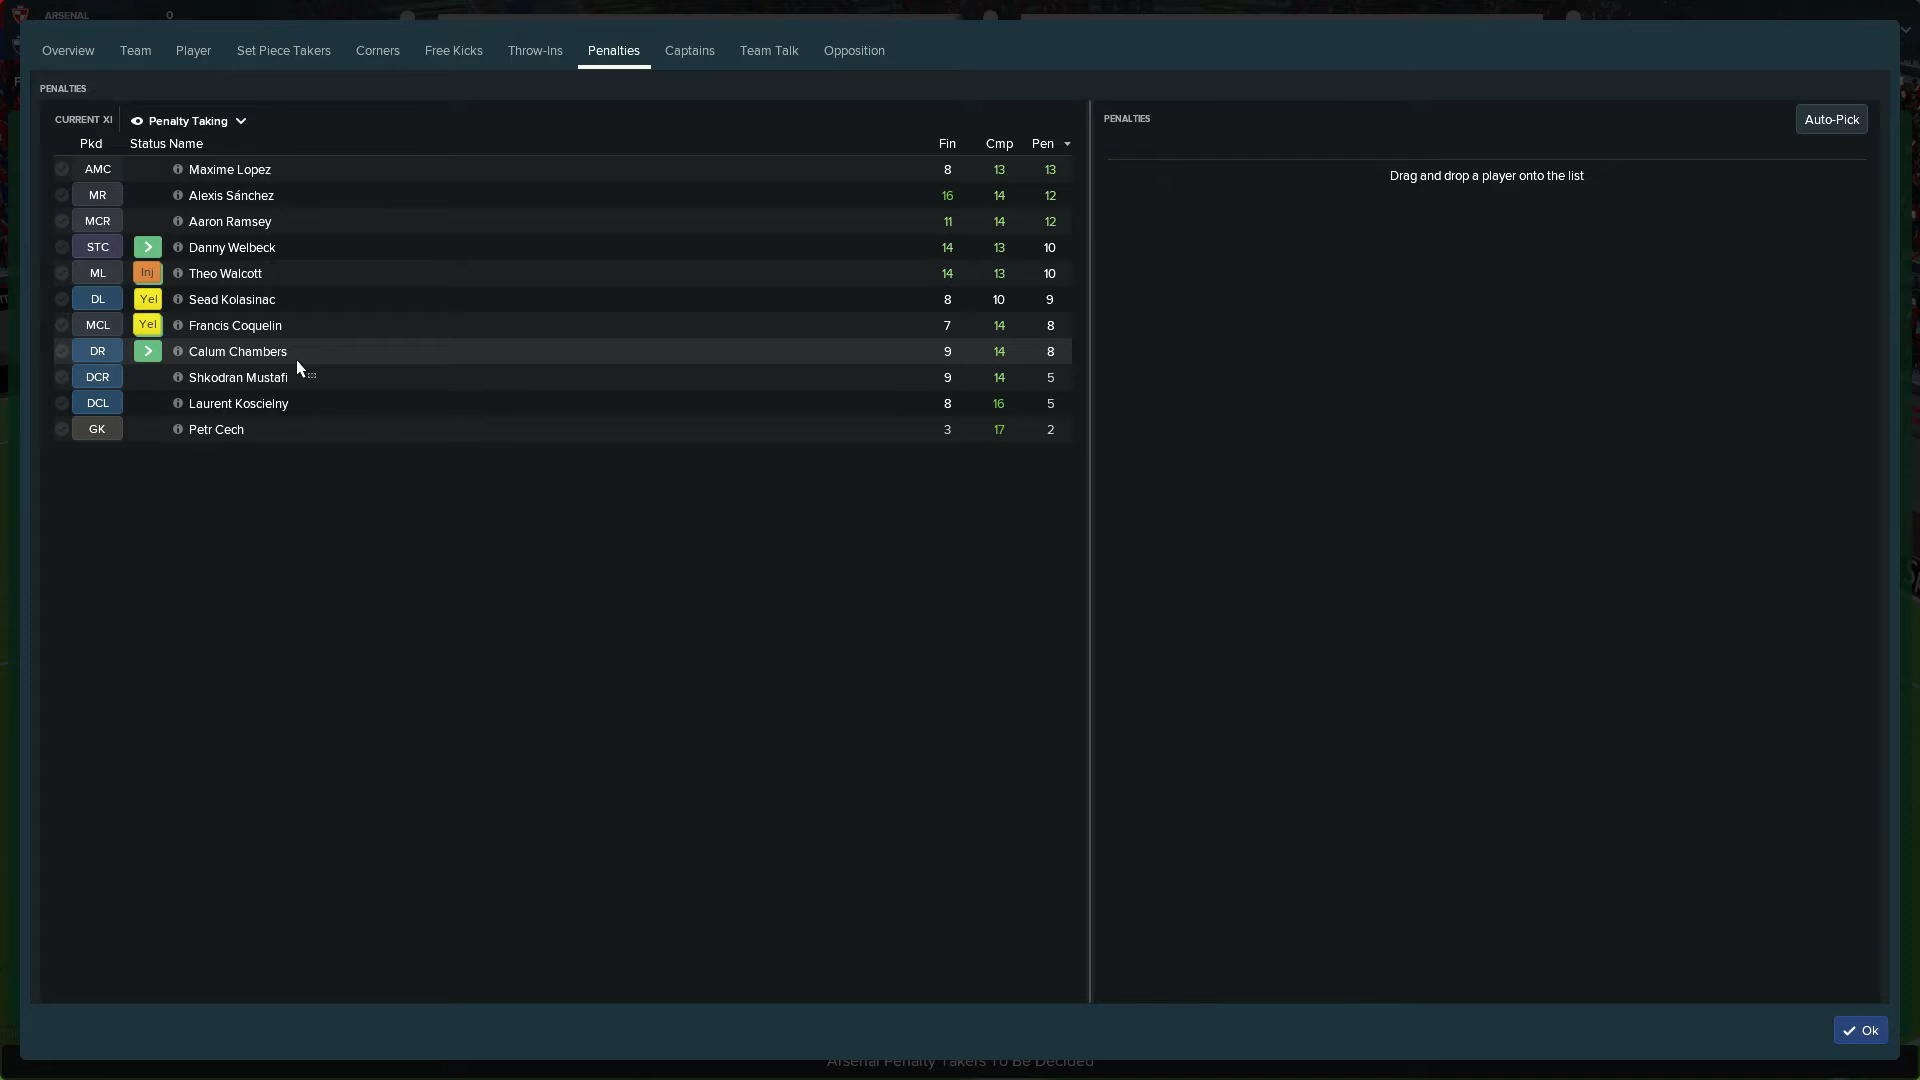 ARSENAL 0
Overview Team Player Set Piece Takers Corners Free Kicks Throw-Ins Penalties Captains Team Talk Opposition
PENALTIES
CURRENT XI Penalty Taking
Pkd Status Name Fin Cmp Pen
AMC Maxime Lopez 8 13 13
MR Alexis Sánchez 16 14 12
MCR Aaron Ramsey 11 14 12
STC Danny Welbeck 14 13 10
ML Inj Theo Walcott 14 13 10
DL Yel Sead Kolasinac 8 10 9
MCL Yel Francis Coquelin 7 14 8
DR Calum Chambers 9 14 8
DCR Shkodran Mustafi 9 14 5
DCL Laurent Koscielny 8 16 5
GK Petr Cech 3 17 2
PENALTIES Auto-Pick
Drag and drop a player onto the list
Ok
Arsenal Penalty Takers To Be Decided